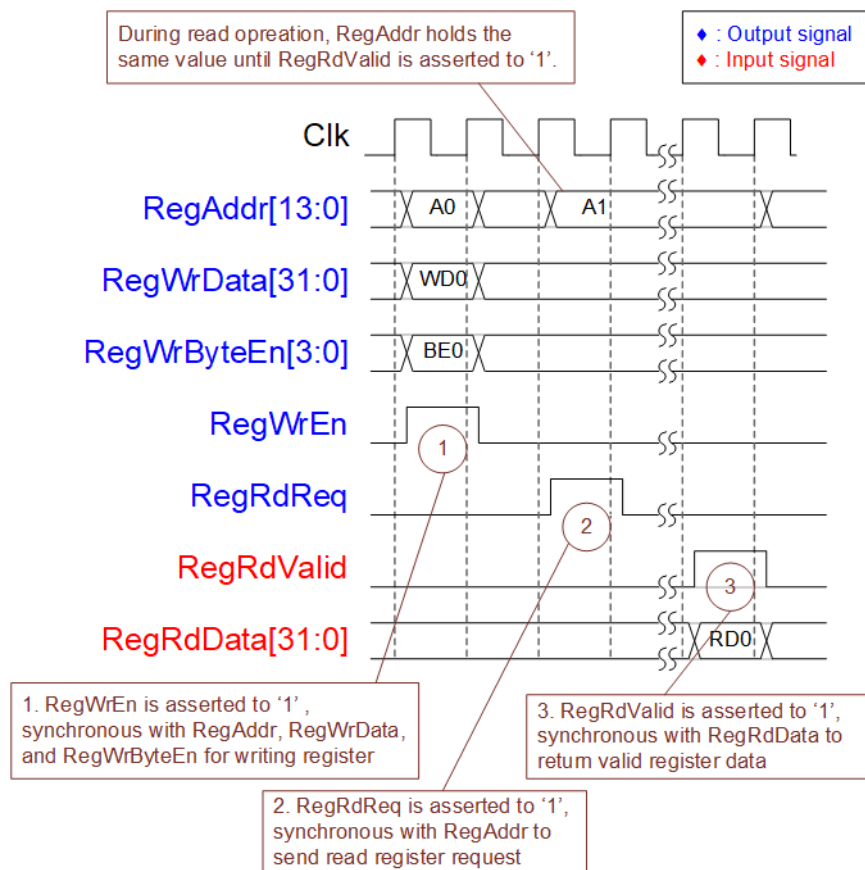 During read opreation, RegAddr holds the
same value until RegRdValid is asserted to ‘1’.
♦ : Output signal
♦ : Input signal
Clk
RegAddr[13:0]
A0
A1
RegWrData[31:0]
WD0
RegWrByteEn[3:0]
BE0
RegWrEn
1
RegRdReq
2
RegRdValid
3
RegRdData[31:0]
RD0
1. RegWrEn is asserted to ‘1’ ,
synchronous with RegAddr, RegWrData,
and RegWrByteEn for writing register
3. RegRdValid is asserted to ‘1’,
synchronous with RegRdData to
return valid register data
2. RegRdReq is asserted to ‘1’,
synchronous with RegAddr to
send read register request